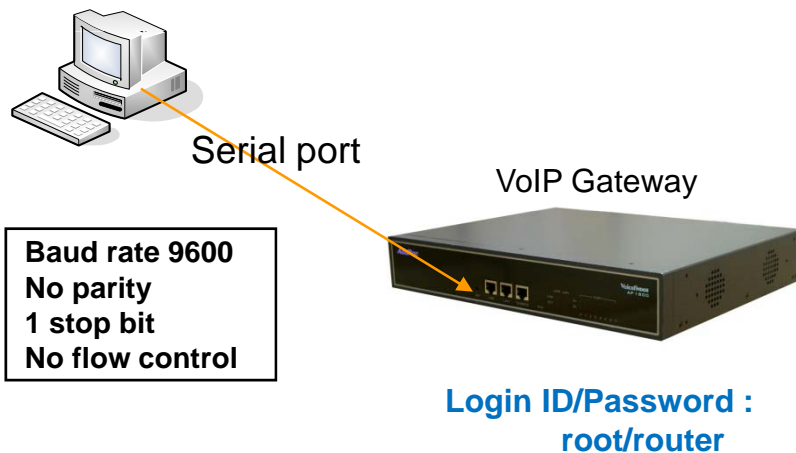 Serial port
VoIP Gateway
Baud rate 9600
No parity
1 stop bit
No flow control
VoiceFinder
Login ID/Password :
root/router